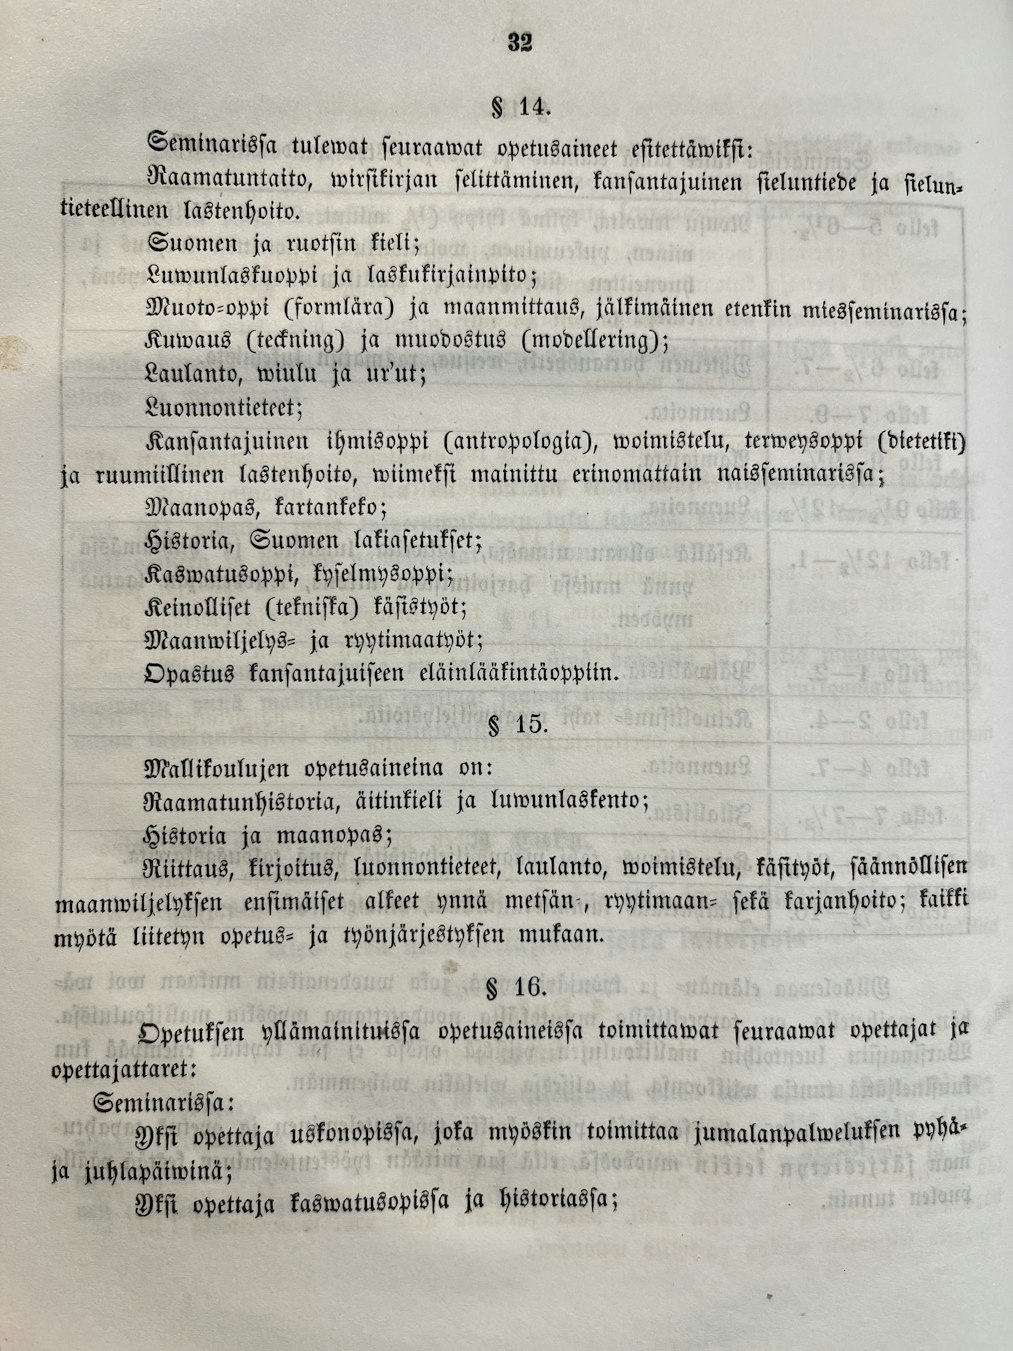 32
§ 14.
Seminarissa tulewat seuraawat opetusaineet esitettäwiksi:
Raamatuntaito, wirsikirjan selittäminen, kansantajuinen sieluntiede ja sielun-
tieteellinen lastenhoito.
Suomen ja ruotsin kieli;
Luwunlaskuoppi ja laskukirjainpito;
Muoto-oppi (formlära) ja maanmittaus, jälkimäinen etenkin miesseminarissa;
Kuwaus (teckning) ja muodostus (modellering);
Laulanto, wiulu ja ur'ut;
Luonnontieteet;
Kansantajuinen ihmisoppi (antropologia), woimistelu, terweysoppi (dietetiki)
ja ruumiillinen lastenhoito, wiimeksi mainittu erinomattain naisseminarissa;
Maanopas, kartankeko;
Historia, Suomen lakiasetukset;
Kaswatusoppi, kyselmysoppi;
Keinolliset (tekniska) käsistyöt;
Maanwiljelys- ja ryytimaatyöt;
Opastus kansantajuiseen eläinlääkintäoppiin.
§ 15.
Mallikoulujen opetusaineina on:
Raamatunhistoria, äitinkieli ja luwunlaskento;
Historia ja maanopas;
Riittaus, kirjoitus, luonnontieteet, laulanto, woimistelu, käsityöt, säännöllisen
maanwiljelyksen ensimäiset alkeet ynnä metsän-, ryytimaan- sekä karjanhoito; kaikki
myötä liitetyn opetus- ja työnjärjestyksen mukaan.
§ 16.
Opetuksen yllämainituissa opetusaineissa toimittawat seuraawat opettajat ja
opettajattaret:
Seminarissa:
Yksi opettaja uskonopissa, joka myöskin toimittaa jumalanpalweluksen pyhä-
ja juhlapäiwinä;
Yksi opettaja kaswatusopissa ja historiassa;